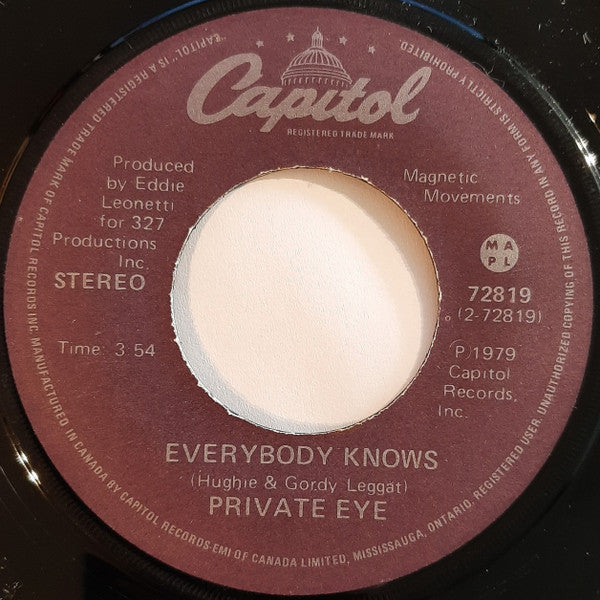 Capitol
REGISTERED TRADE MARK
Produced
by Eddie
Leonetti
for 327
Productions
Inc.
STEREO
Time: 3:54
Magnetic
Movements
M A
P L
72819
(2-72819)
(P)1979
Capitol
Records,
Inc.
EVERYBODY KNOWS
(Hughie & Gordy Leggat)
PRIVATE EYE
MANUFACTURED IN CANADA BY CAPITOL RECORDS-EMI OF CANADA LIMITED, MISSISSAUGA, ONTARIO, REGISTERED USER. UNAUTHORIZED COPYING OF THIS RECORD IN ANY FORM IS STRICTLY PROHIBITED
"CAPITOL" IS A REGISTERED TRADE MARK OF CAPITOL RECORDS INC.